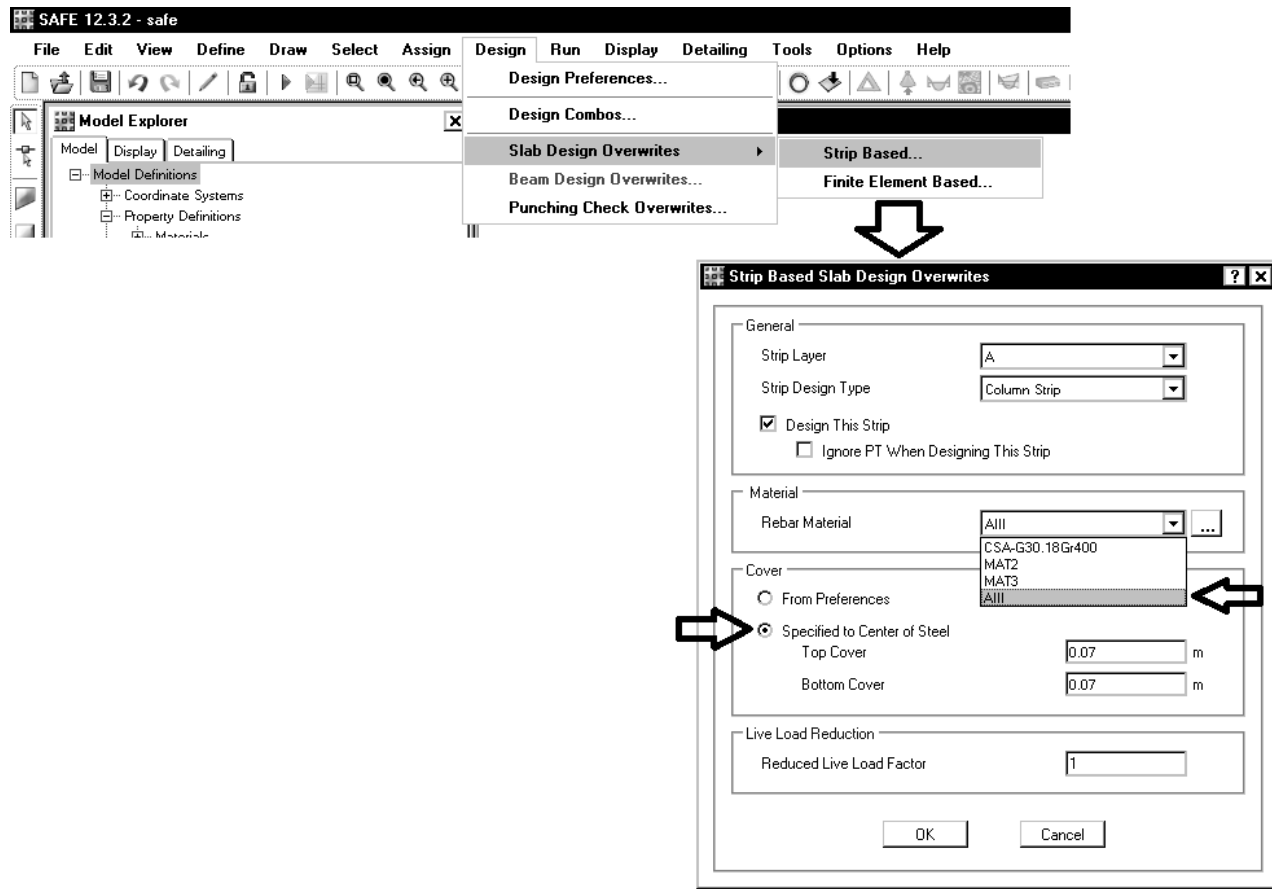 SAFE 12.3.2 - safe
File Edit View Define Draw Select Assign Design Run Display Detailing Tools Options Help
Design Preferences...
Design Combos...
Slab Design Overwrites
Beam Design Overwrites...
Punching Check Overwrites...
Strip Based...
Finite Element Based...
Model Explorer
Model Display Detailing
Model Definitions
Coordinate Systems
Property Definitions
Materials
Strip Based Slab Design Overwrites
General
Strip Layer A
Strip Design Type Column Strip
Design This Strip
Ignore PT When Designing This Strip
Material
Rebar Material AIII ...
CSA-G30.18Gr400
MAT2
MAT3
AIII
Cover
From Preferences
Specified to Center of Steel
Top Cover 0.07 m
Bottom Cover 0.07 m
Live Load Reduction
Reduced Live Load Factor 1
OK Cancel